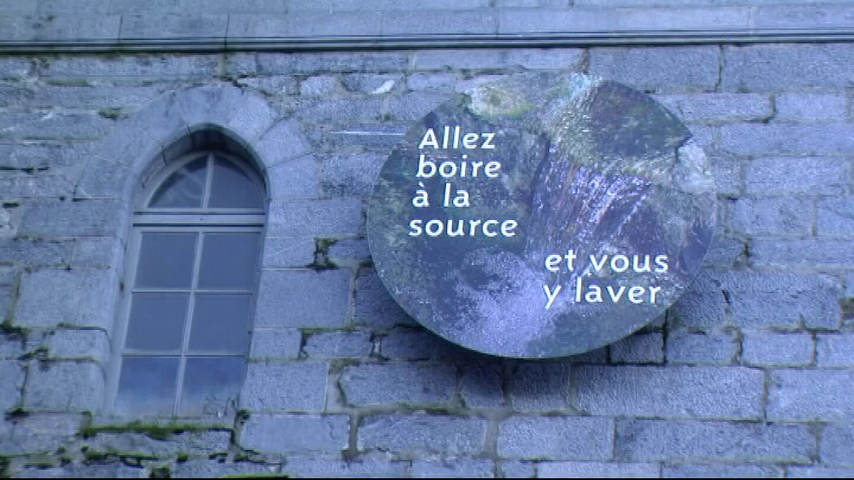 Allez
boire
à la
source
et vous
y laver